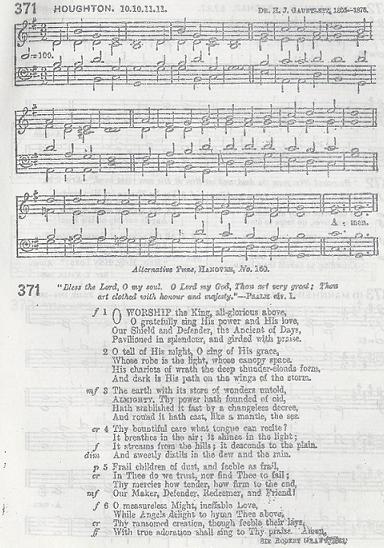 371 HOUGHTON. 10.10.11.11. DR. H. J. GAUNTLETT, 1805–1876.
♩=100.
A - men.
Alternative Tune, HANOVER, No. 160.
371 "Bless the Lord, O my soul. O Lord my God, Thou art very great; Thou
art clothed with honour and majesty."—PSALM civ. 1.
f 1 O WORSHIP the King, all-glorious above,
O gratefully sing His power and His love,
Our Shield and Defender, the Ancient of Days,
Pavilioned in splendour, and girded with praise.
2 O tell of His might, O sing of His grace,
Whose robe is the light, whose canopy space.
His chariots of wrath the deep thunder-clouds form,
And dark is His path on the wings of the storm.
mf 3 The earth with its store of wonders untold,
ALMIGHTY, Thy power hath founded of old,
Hath stablished it fast by a changeless decree,
And round it hath cast, like a mantle, the sea.
cr 4 Thy bountiful care what tongue can recite?
It breathes in the air; it shines in the light;
f It streams from the hills; it descends to the plain.
dim And sweetly distils in the dew and the rain.
p 5 Frail children of dust, and feeble as frail,
cr In Thee do we trust, nor find Thee to fail;
Thy mercies how tender, how firm to the end,
mf Our Maker, Defender, Redeemer, and Friend!
f 6 O measureless Might, ineffable Love,
While Angels delight to hymn Thee above,
cr Thy ransomed creation, though feeble their lays,
ff With true adoration shall sing to Thy praise. Amen.
SIR ROBERT GRANT